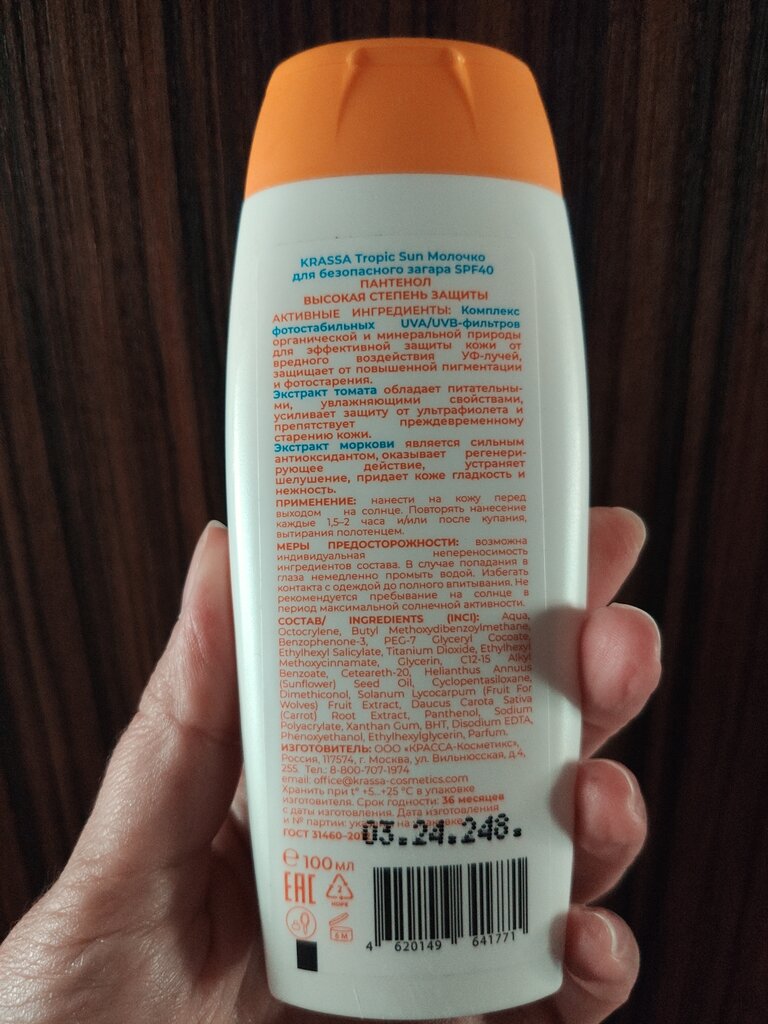 KRASSA Tropic Sun Молочко
для безопасного загара SPF40
ПАНТЕНОЛ
ВЫСОКАЯ СТЕПЕНЬ ЗАЩИТЫ
АКТИВНЫЕ ИНГРЕДИЕНТЫ: Комплекс
фотостабильных UVA/UVB-фильтров
органической и минеральной природы
для эффективной защиты кожи от
вредного воздействия УФ-лучей,
защищает от повышенной пигментации
и фотостарения.
Экстракт томата обладает питательны-
ми, увлажняющими свойствами,
усиливает защиту от ультрафиолета и
препятствует преждевременному
старению кожи.
Экстракт моркови является сильным
антиоксидантом, оказывает регенери-
рующее действие, устраняет
шелушение, придает коже гладкость и
нежность.
ПРИМЕНЕНИЕ: нанести на кожу перед
выходом на солнце. Повторять нанесение
каждые 1,5–2 часа и/или после купания,
вытирания полотенцем.
МЕРЫ ПРЕДОСТОРОЖНОСТИ: возможна
индивидуальная непереносимость
ингредиентов состава. В случае попадания в
глаза немедленно промыть водой. Избегать
контакта с одеждой до полного впитывания. Не
рекомендуется пребывание на солнце в
период максимальной солнечной активности.
СОСТАВ/ INGREDIENTS (INCI): Aqua,
Octocrylene, Butyl Methoxydibenzoylmethane,
Benzophenone-3, PEG-7 Glyceryl Cocoate,
Ethylhexyl Salicylate, Titanium Dioxide, Ethylhexyl
Methoxycinnamate, Glycerin, C12-15 Alkyl
Benzoate, Ceteareth-20, Helianthus Annuus
(Sunflower) Seed Oil, Cyclopentasiloxane,
Dimethiconol, Solanum Lycocarpum (Fruit For
Wolves) Fruit Extract, Daucus Carota Sativa
(Carrot) Root Extract, Panthenol, Sodium
Polyacrylate, Xanthan Gum, BHT, Disodium EDTA,
Phenoxyethanol, Ethylhexylglycerin, Parfum.
ИЗГОТОВИТЕЛЬ: ООО «КРАССА-Косметикс»,
Россия, 117574, г. Москва, ул. Вильнюсская, д.4,
255. Тел.: 8-800-707-1974
email: office@krassa-cosmetics.com
Хранить при t° +5...+25 °C в упаковке
изготовителя. Срок годности: 36 месяцев
с даты изготовления. Дата изготовления
и № партии: на упаковке
03.24.248.
ГОСТ 31460-
e 100 мл
EAC
2
HDPE
6 M
4 620149 641771